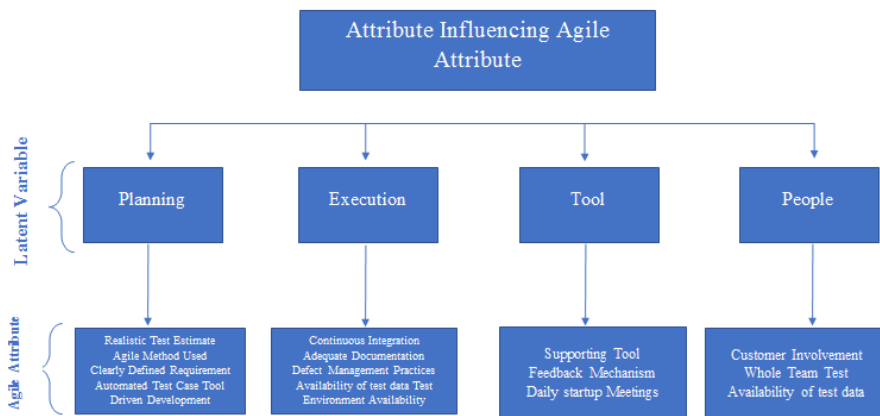 Attribute Influencing Agile
Attribute
Latent Variable
Planning
Execution
Tool
People
Agile Attribute
Realistic Test Estimate
Agile Method Used
Clearly Defined Requirement
Automated Test Case Tool
Driven Development
Continuous Integration
Adequate Documentation
Defect Management Practices
Availability of test data Test
Environment Availability
Supporting Tool
Feedback Mechanism
Daily startup Meetings
Customer Involvement
Whole Team Test
Availability of test data